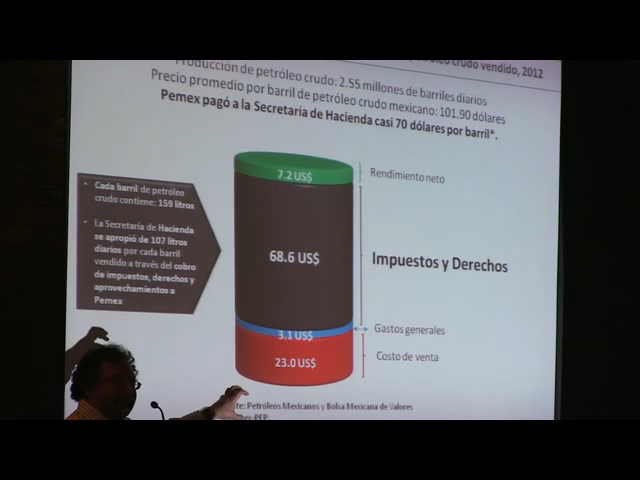 crudo vendido, 2012
Producción de petróleo crudo: 2.55 millones de barriles diarios
Precio promedio por barril de petróleo crudo mexicano: 101.90 dólares
Pemex pagó a la Secretaría de Hacienda casi 70 dólares por barril*.
• Cada barril de petróleo
crudo contiene: 159 litros
• La Secretaría de Hacienda
se apropió de 107 litros
diarios por cada barril
vendido a través del cobro
de impuestos, derechos y
aprovechamientos a
Pemex
7.2 US$
Rendimiento neto
68.6 US$
Impuestos y Derechos
3.1 US$
Gastos generales
23.0 US$
Costo de venta
Petróleos Mexicanos y Bolsa Mexicana de Valores